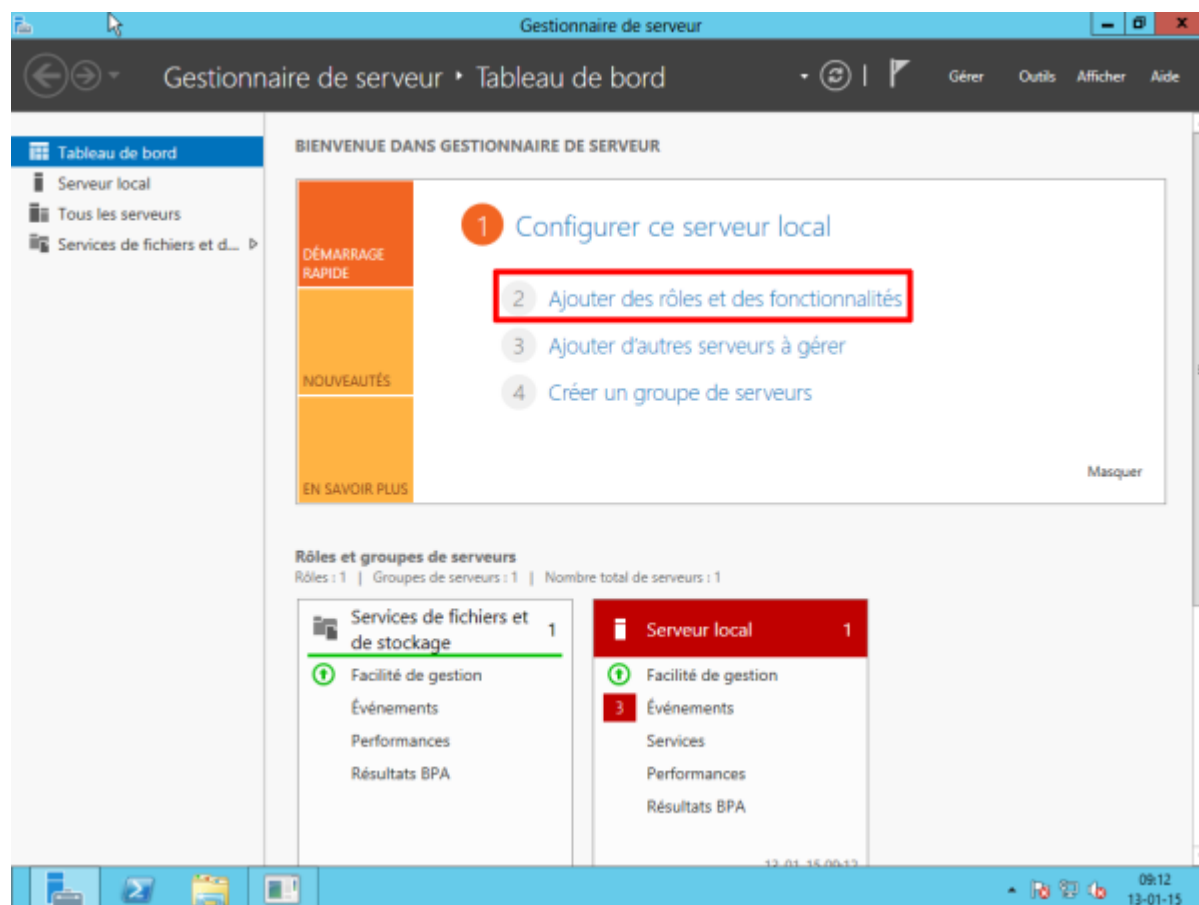 Gestionnaire de serveur
Gestionnaire de serveur ‣ Tableau de bord
Gérer Outils Afficher Aide
Tableau de bord
Serveur local
Tous les serveurs
Services de fichiers et d...
BIENVENUE DANS GESTIONNAIRE DE SERVEUR
DÉMARRAGE
RAPIDE
NOUVEAUTÉS
EN SAVOIR PLUS
1 Configurer ce serveur local
2 Ajouter des rôles et des fonctionnalités
3 Ajouter d'autres serveurs à gérer
4 Créer un groupe de serveurs
Masquer
Rôles et groupes de serveurs
Rôles : 1 | Groupes de serveurs : 1 | Nombre total de serveurs : 1
Services de fichiers et
de stockage
1
Facilité de gestion
Événements
Performances
Résultats BPA
Serveur local 1
Facilité de gestion
3 Événements
Services
Performances
Résultats BPA
13-01-15 09:12
09:12
13-01-15